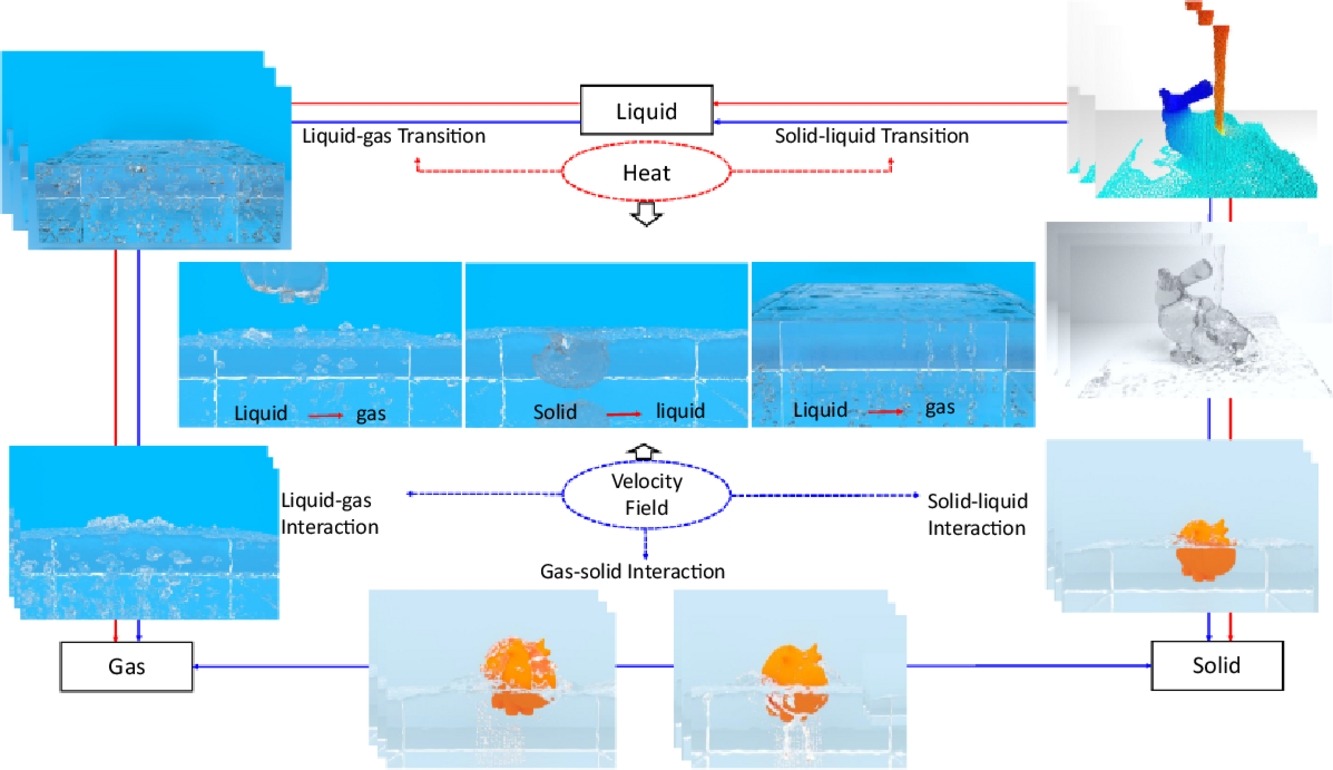 Liquid
Liquid-gas Transition
Solid-liquid Transition
Heat
Liquid gas
Solid liquid
Liquid gas
Velocity
Field
Liquid-gas
Interaction
Solid-liquid
Interaction
Gas-solid Interaction
Gas
Solid